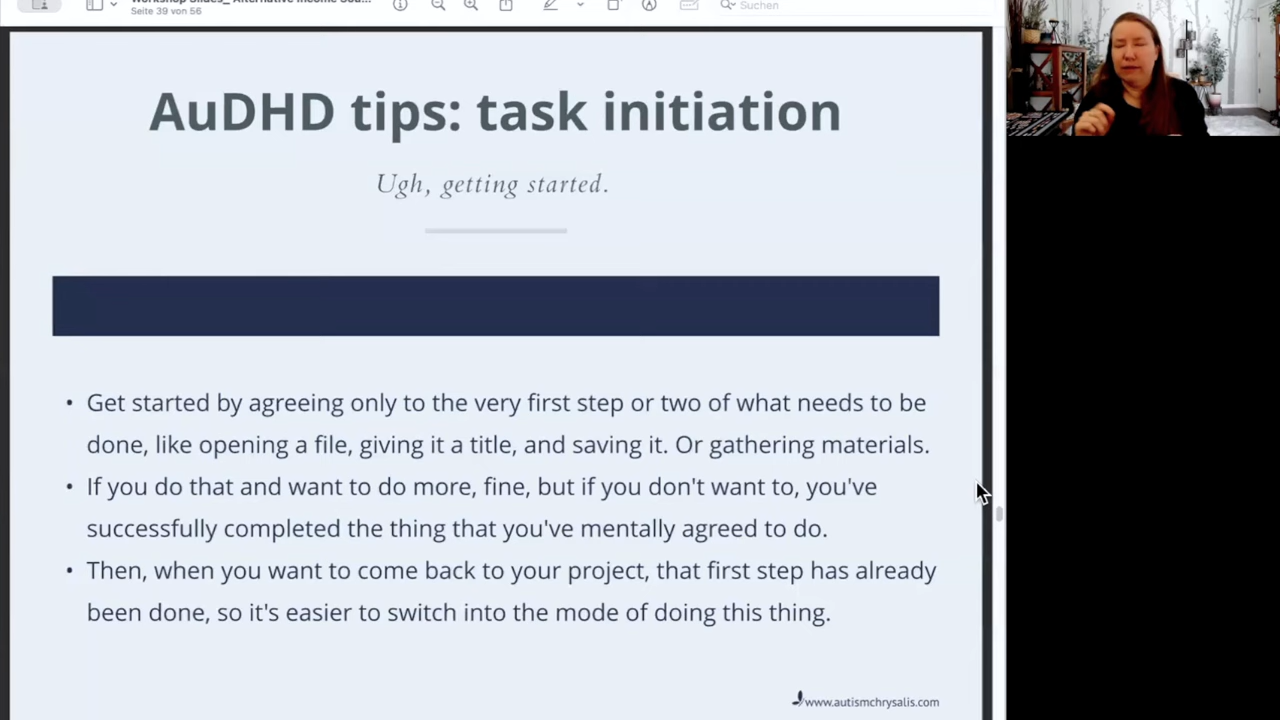 Workshop Slides_ Alternative Income Sou...
Seite 39 von 56
Suchen
AuDHD tips: task initiation
Ugh, getting started.
• Get started by agreeing only to the very first step or two of what needs to be
done, like opening a file, giving it a title, and saving it. Or gathering materials.
• If you do that and want to do more, fine, but if you don't want to, you've
successfully completed the thing that you've mentally agreed to do.
• Then, when you want to come back to your project, that first step has already
been done, so it's easier to switch into the mode of doing this thing.
www.autismchrysalis.com